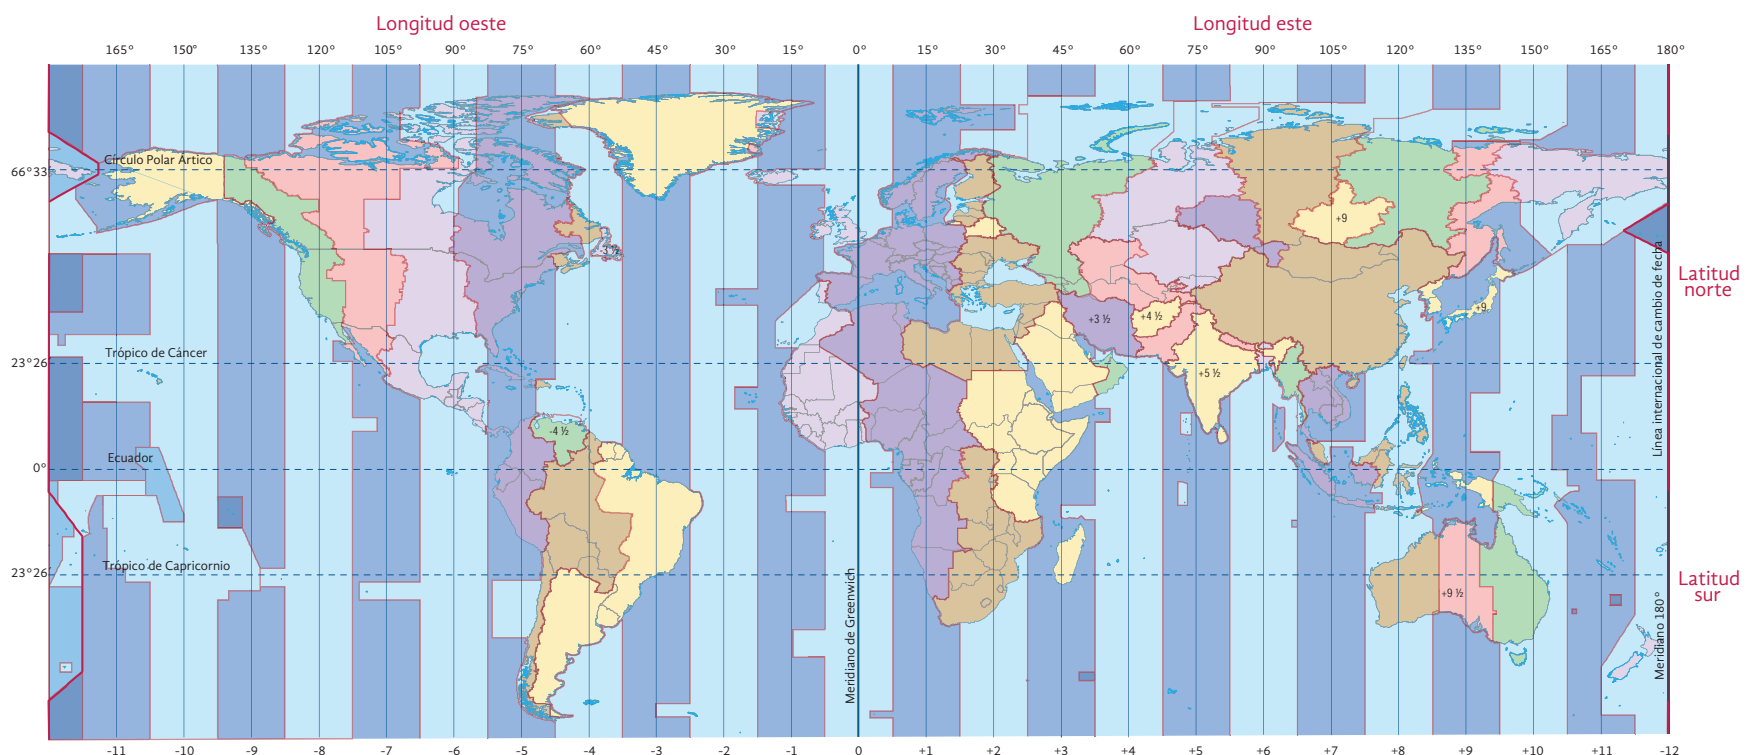 Longitud oeste
Longitud este
165° 150° 135° 120° 105° 90° 75° 60° 45° 30° 15° 0° 15° 30° 45° 60° 75° 90° 105° 120° 135° 150° 165° 180°
Círculo Polar Ártico
66°33
+9
-3 ½
Línea internacional de cambio de fecha
Latitud
norte
+3 ½
+4 ½
+9
Trópico de Cáncer
23°26
+5 ½
-4 ½
Ecuador
0°
Trópico de Capricornio
23°26
Latitud
sur
+9 ½
Meridiano de Greenwich
Meridiano 180°
-11 -10 -9 -8 -7 -6 -5 -4 -3 -2 -1 0 +1 +2 +3 +4 +5 +6 +7 +8 +9 +10 +11 -12